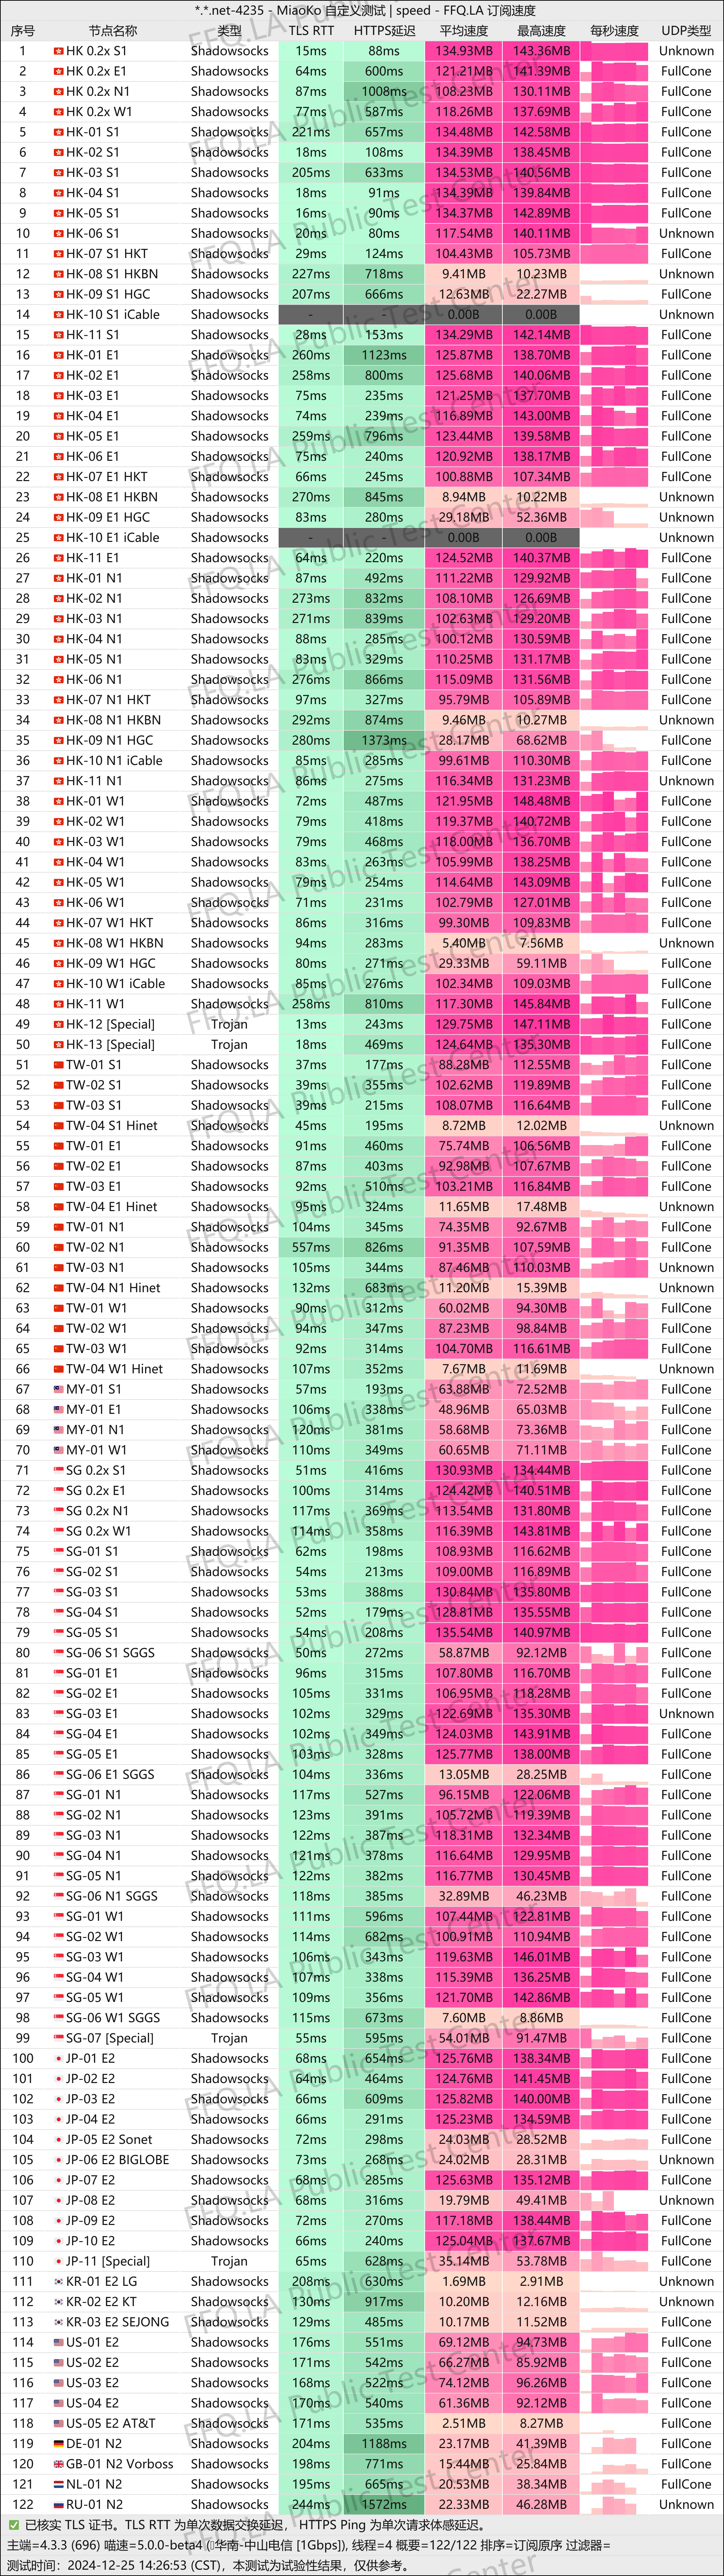 *.*.net-4235 - MiaoKo 自定义测试 | speed - FFQ.LA 订阅速度
序号 节点名称 类型 TLS RTT HTTPS延迟 平均速度 最高速度 每秒速度 UDP类型
1 HK 0.2x S1 Shadowsocks 15ms 88ms 134.93MB 143.36MB Unknown
2 HK 0.2x E1 Shadowsocks 64ms 600ms 121.21MB 141.39MB FullCone
3 HK 0.2x N1 Shadowsocks 87ms 1008ms 108.23MB 130.11MB FullCone
4 HK 0.2x W1 Shadowsocks 77ms 587ms 118.26MB 137.69MB FullCone
5 HK-01 S1 Shadowsocks 221ms 657ms 134.48MB 142.58MB FullCone
6 HK-02 S1 Shadowsocks 18ms 108ms 134.39MB 138.45MB FullCone
7 HK-03 S1 Shadowsocks 205ms 633ms 134.53MB 140.56MB FullCone
8 HK-04 S1 Shadowsocks 18ms 91ms 134.39MB 139.84MB FullCone
9 HK-05 S1 Shadowsocks 16ms 90ms 134.37MB 142.89MB FullCone
10 HK-06 S1 Shadowsocks 20ms 80ms 117.54MB 140.11MB Unknown
11 HK-07 S1 HKT Shadowsocks 29ms 124ms 104.43MB 105.73MB FullCone
12 HK-08 S1 HKBN Shadowsocks 227ms 718ms 9.41MB 10.23MB Unknown
13 HK-09 S1 HGC Shadowsocks 207ms 666ms 12.63MB 22.27MB FullCone
14 HK-10 S1 iCable Shadowsocks - - 0.00B 0.00B Unknown
15 HK-11 S1 Shadowsocks 28ms 153ms 134.29MB 142.14MB FullCone
16 HK-01 E1 Shadowsocks 260ms 1123ms 125.87MB 138.70MB FullCone
17 HK-02 E1 Shadowsocks 258ms 800ms 125.68MB 140.06MB FullCone
18 HK-03 E1 Shadowsocks 75ms 235ms 121.25MB 137.70MB FullCone
19 HK-04 E1 Shadowsocks 74ms 239ms 116.89MB 143.00MB FullCone
20 HK-05 E1 Shadowsocks 259ms 796ms 123.44MB 139.58MB FullCone
21 HK-06 E1 Shadowsocks 75ms 240ms 120.92MB 138.17MB FullCone
22 HK-07 E1 HKT Shadowsocks 66ms 245ms 100.88MB 107.34MB FullCone
23 HK-08 E1 HKBN Shadowsocks 270ms 845ms 8.94MB 10.22MB Unknown
24 HK-09 E1 HGC Shadowsocks 83ms 280ms 29.18MB 52.36MB Unknown
25 HK-10 E1 iCable Shadowsocks - - 0.00B 0.00B Unknown
26 HK-11 E1 Shadowsocks 64ms 220ms 124.52MB 140.37MB FullCone
27 HK-01 N1 Shadowsocks 87ms 492ms 111.22MB 129.92MB FullCone
28 HK-02 N1 Shadowsocks 273ms 832ms 108.10MB 126.69MB FullCone
29 HK-03 N1 Shadowsocks 271ms 839ms 102.63MB 129.20MB FullCone
30 HK-04 N1 Shadowsocks 88ms 285ms 100.12MB 130.59MB FullCone
31 HK-05 N1 Shadowsocks 83ms 329ms 110.25MB 131.17MB FullCone
32 HK-06 N1 Shadowsocks 276ms 866ms 115.09MB 131.56MB FullCone
33 HK-07 N1 HKT Shadowsocks 97ms 327ms 95.79MB 105.89MB FullCone
34 HK-08 N1 HKBN Shadowsocks 292ms 874ms 9.46MB 10.27MB Unknown
35 HK-09 N1 HGC Shadowsocks 280ms 1373ms 28.17MB 68.62MB FullCone
36 HK-10 N1 iCable Shadowsocks 85ms 285ms 99.61MB 110.30MB FullCone
37 HK-11 N1 Shadowsocks 86ms 275ms 116.34MB 131.23MB Unknown
38 HK-01 W1 Shadowsocks 72ms 487ms 121.95MB 148.48MB FullCone
39 HK-02 W1 Shadowsocks 79ms 418ms 119.37MB 140.72MB FullCone
40 HK-03 W1 Shadowsocks 79ms 468ms 118.00MB 136.70MB FullCone
41 HK-04 W1 Shadowsocks 83ms 263ms 105.99MB 138.25MB FullCone
42 HK-05 W1 Shadowsocks 79ms 254ms 114.64MB 143.09MB FullCone
43 HK-06 W1 Shadowsocks 71ms 231ms 102.79MB 127.01MB FullCone
44 HK-07 W1 HKT Shadowsocks 86ms 316ms 99.30MB 109.83MB FullCone
45 HK-08 W1 HKBN Shadowsocks 94ms 283ms 5.40MB 7.56MB Unknown
46 HK-09 W1 HGC Shadowsocks 80ms 271ms 29.33MB 59.11MB FullCone
47 HK-10 W1 iCable Shadowsocks 85ms 276ms 102.34MB 109.03MB FullCone
48 HK-11 W1 Shadowsocks 258ms 810ms 117.30MB 145.84MB FullCone
49 HK-12 [Special] Trojan 13ms 243ms 129.75MB 147.11MB FullCone
50 HK-13 [Special] Trojan 18ms 469ms 124.64MB 135.30MB FullCone
51 TW-01 S1 Shadowsocks 37ms 177ms 88.28MB 112.55MB FullCone
52 TW-02 S1 Shadowsocks 39ms 355ms 102.62MB 119.89MB FullCone
53 TW-03 S1 Shadowsocks 39ms 215ms 108.07MB 116.64MB FullCone
54 TW-04 S1 Hinet Shadowsocks 45ms 195ms 8.72MB 12.02MB Unknown
55 TW-01 E1 Shadowsocks 91ms 460ms 75.74MB 106.56MB FullCone
56 TW-02 E1 Shadowsocks 87ms 403ms 92.98MB 107.67MB FullCone
57 TW-03 E1 Shadowsocks 92ms 510ms 103.21MB 116.84MB FullCone
58 TW-04 E1 Hinet Shadowsocks 95ms 324ms 11.65MB 17.48MB Unknown
59 TW-01 N1 Shadowsocks 104ms 345ms 74.35MB 92.67MB FullCone
60 TW-02 N1 Shadowsocks 557ms 826ms 91.35MB 107.59MB FullCone
61 TW-03 N1 Shadowsocks 105ms 344ms 87.46MB 110.03MB Unknown
62 TW-04 N1 Hinet Shadowsocks 132ms 683ms 11.20MB 15.39MB Unknown
63 TW-01 W1 Shadowsocks 90ms 312ms 60.02MB 94.30MB FullCone
64 TW-02 W1 Shadowsocks 94ms 347ms 87.23MB 98.84MB FullCone
65 TW-03 W1 Shadowsocks 92ms 314ms 104.70MB 116.61MB FullCone
66 TW-04 W1 Hinet Shadowsocks 107ms 352ms 7.67MB 11.69MB Unknown
67 MY-01 S1 Shadowsocks 57ms 193ms 63.88MB 72.52MB FullCone
68 MY-01 E1 Shadowsocks 106ms 338ms 48.96MB 65.03MB FullCone
69 MY-01 N1 Shadowsocks 120ms 381ms 58.68MB 73.36MB FullCone
70 MY-01 W1 Shadowsocks 110ms 349ms 60.65MB 71.11MB FullCone
71 SG 0.2x S1 Shadowsocks 51ms 416ms 130.93MB 134.44MB FullCone
72 SG 0.2x E1 Shadowsocks 100ms 314ms 124.42MB 140.51MB FullCone
73 SG 0.2x N1 Shadowsocks 117ms 369ms 113.54MB 131.80MB FullCone
74 SG 0.2x W1 Shadowsocks 114ms 358ms 116.39MB 143.81MB FullCone
75 SG-01 S1 Shadowsocks 62ms 198ms 108.93MB 116.62MB FullCone
76 SG-02 S1 Shadowsocks 54ms 213ms 109.00MB 116.89MB FullCone
77 SG-03 S1 Shadowsocks 53ms 388ms 130.84MB 135.80MB FullCone
78 SG-04 S1 Shadowsocks 52ms 179ms 128.81MB 135.55MB FullCone
79 SG-05 S1 Shadowsocks 54ms 208ms 135.54MB 140.97MB FullCone
80 SG-06 S1 SGGS Shadowsocks 50ms 272ms 58.87MB 92.12MB FullCone
81 SG-01 E1 Shadowsocks 96ms 315ms 107.80MB 116.70MB FullCone
82 SG-02 E1 Shadowsocks 105ms 331ms 106.95MB 118.28MB FullCone
83 SG-03 E1 Shadowsocks 102ms 329ms 122.69MB 135.30MB Unknown
84 SG-04 E1 Shadowsocks 102ms 349ms 124.03MB 143.91MB FullCone
85 SG-05 E1 Shadowsocks 103ms 328ms 125.77MB 138.00MB FullCone
86 SG-06 E1 SGGS Shadowsocks 104ms 336ms 13.05MB 28.25MB FullCone
87 SG-01 N1 Shadowsocks 117ms 527ms 96.15MB 122.06MB FullCone
88 SG-02 N1 Shadowsocks 123ms 391ms 105.72MB 119.39MB FullCone
89 SG-03 N1 Shadowsocks 122ms 387ms 118.31MB 132.34MB FullCone
90 SG-04 N1 Shadowsocks 121ms 378ms 116.64MB 129.95MB FullCone
91 SG-05 N1 Shadowsocks 122ms 382ms 116.77MB 130.45MB FullCone
92 SG-06 N1 SGGS Shadowsocks 118ms 385ms 32.89MB 46.23MB FullCone
93 SG-01 W1 Shadowsocks 111ms 596ms 107.44MB 122.81MB FullCone
94 SG-02 W1 Shadowsocks 114ms 682ms 100.91MB 110.94MB FullCone
95 SG-03 W1 Shadowsocks 106ms 343ms 119.63MB 146.01MB FullCone
96 SG-04 W1 Shadowsocks 107ms 338ms 115.39MB 136.25MB FullCone
97 SG-05 W1 Shadowsocks 109ms 356ms 121.70MB 142.86MB FullCone
98 SG-06 W1 SGGS Shadowsocks 115ms 673ms 7.60MB 8.86MB FullCone
99 SG-07 [Special] Trojan 55ms 595ms 54.01MB 91.47MB FullCone
100 JP-01 E2 Shadowsocks 68ms 654ms 125.76MB 138.34MB FullCone
101 JP-02 E2 Shadowsocks 64ms 464ms 124.76MB 141.45MB FullCone
102 JP-03 E2 Shadowsocks 66ms 609ms 125.82MB 140.00MB FullCone
103 JP-04 E2 Shadowsocks 66ms 291ms 125.23MB 134.59MB FullCone
104 JP-05 E2 Sonet Shadowsocks 72ms 298ms 24.03MB 28.52MB FullCone
105 JP-06 E2 BIGLOBE Shadowsocks 73ms 268ms 24.02MB 28.31MB Unknown
106 JP-07 E2 Shadowsocks 68ms 285ms 125.63MB 135.12MB FullCone
107 JP-08 E2 Shadowsocks 68ms 316ms 19.79MB 49.41MB Unknown
108 JP-09 E2 Shadowsocks 72ms 270ms 117.18MB 138.44MB FullCone
109 JP-10 E2 Shadowsocks 66ms 240ms 125.04MB 137.67MB FullCone
110 JP-11 [Special] Trojan 65ms 628ms 35.14MB 53.78MB FullCone
111 KR-01 E2 LG Shadowsocks 208ms 630ms 1.69MB 2.91MB Unknown
112 KR-02 E2 KT Shadowsocks 130ms 917ms 10.20MB 12.16MB Unknown
113 KR-03 E2 SEJONG Shadowsocks 129ms 485ms 10.17MB 11.52MB FullCone
114 US-01 E2 Shadowsocks 176ms 551ms 69.12MB 94.73MB FullCone
115 US-02 E2 Shadowsocks 171ms 542ms 66.27MB 85.92MB FullCone
116 US-03 E2 Shadowsocks 168ms 522ms 74.12MB 96.26MB FullCone
117 US-04 E2 Shadowsocks 170ms 540ms 61.36MB 92.12MB FullCone
118 US-05 E2 AT&T Shadowsocks 171ms 535ms 2.51MB 8.27MB FullCone
119 DE-01 N2 Shadowsocks 204ms 1188ms 23.17MB 41.39MB FullCone
120 GB-01 N2 Vorboss Shadowsocks 198ms 771ms 15.44MB 25.84MB FullCone
121 NL-01 N2 Shadowsocks 195ms 665ms 20.53MB 38.34MB FullCone
122 RU-01 N2 Shadowsocks 244ms 1572ms 22.33MB 46.28MB Unknown
✅ 已核实 TLS 证书。TLS RTT 为单次数据交换延迟， HTTPS Ping 为单次请求体感延迟。
主端=4.3.3 (696) 喵速=5.0.0-beta4 (华南-中山电信 [1Gbps]), 线程=4 概要=122/122 排序=订阅原序 过滤器=
测试时间：2024-12-25 14:26:53 (CST)，本测试为试验性结果，仅供参考。
FFQ.LA Public Test Center